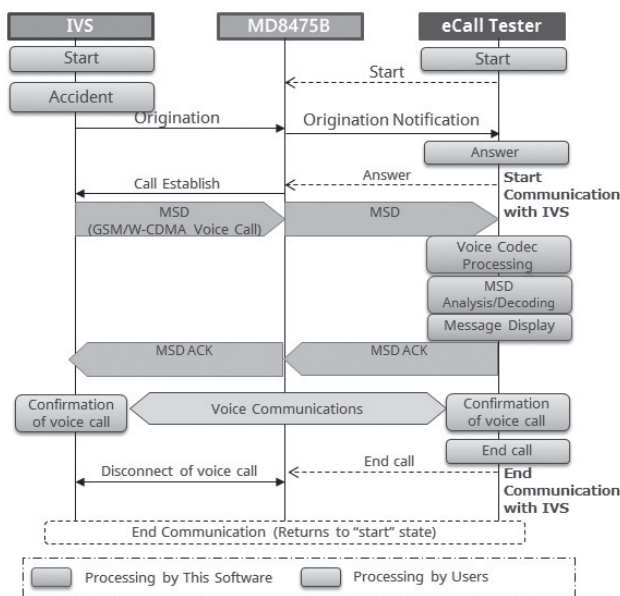 IVS
MD8475B
eCall Tester
Start
Start
Start
Accident
Origination
Origination Notification
Answer
Call Establish
Answer
Start
Communication
with IVS
MSD
(GSM/W-CDMA Voice Call)
MSD
Voice Codec
Processing
MSD
Analysis/Decoding
Message Display
MSD ACK
MSD ACK
Confirmation
of voice call
Voice Communications
Confirmation
of voice call
End call
Disconnect of voice call
End call
End
Communication
with IVS
End Communication (Returns to “start” state)
Processing by This Software
Processing by Users